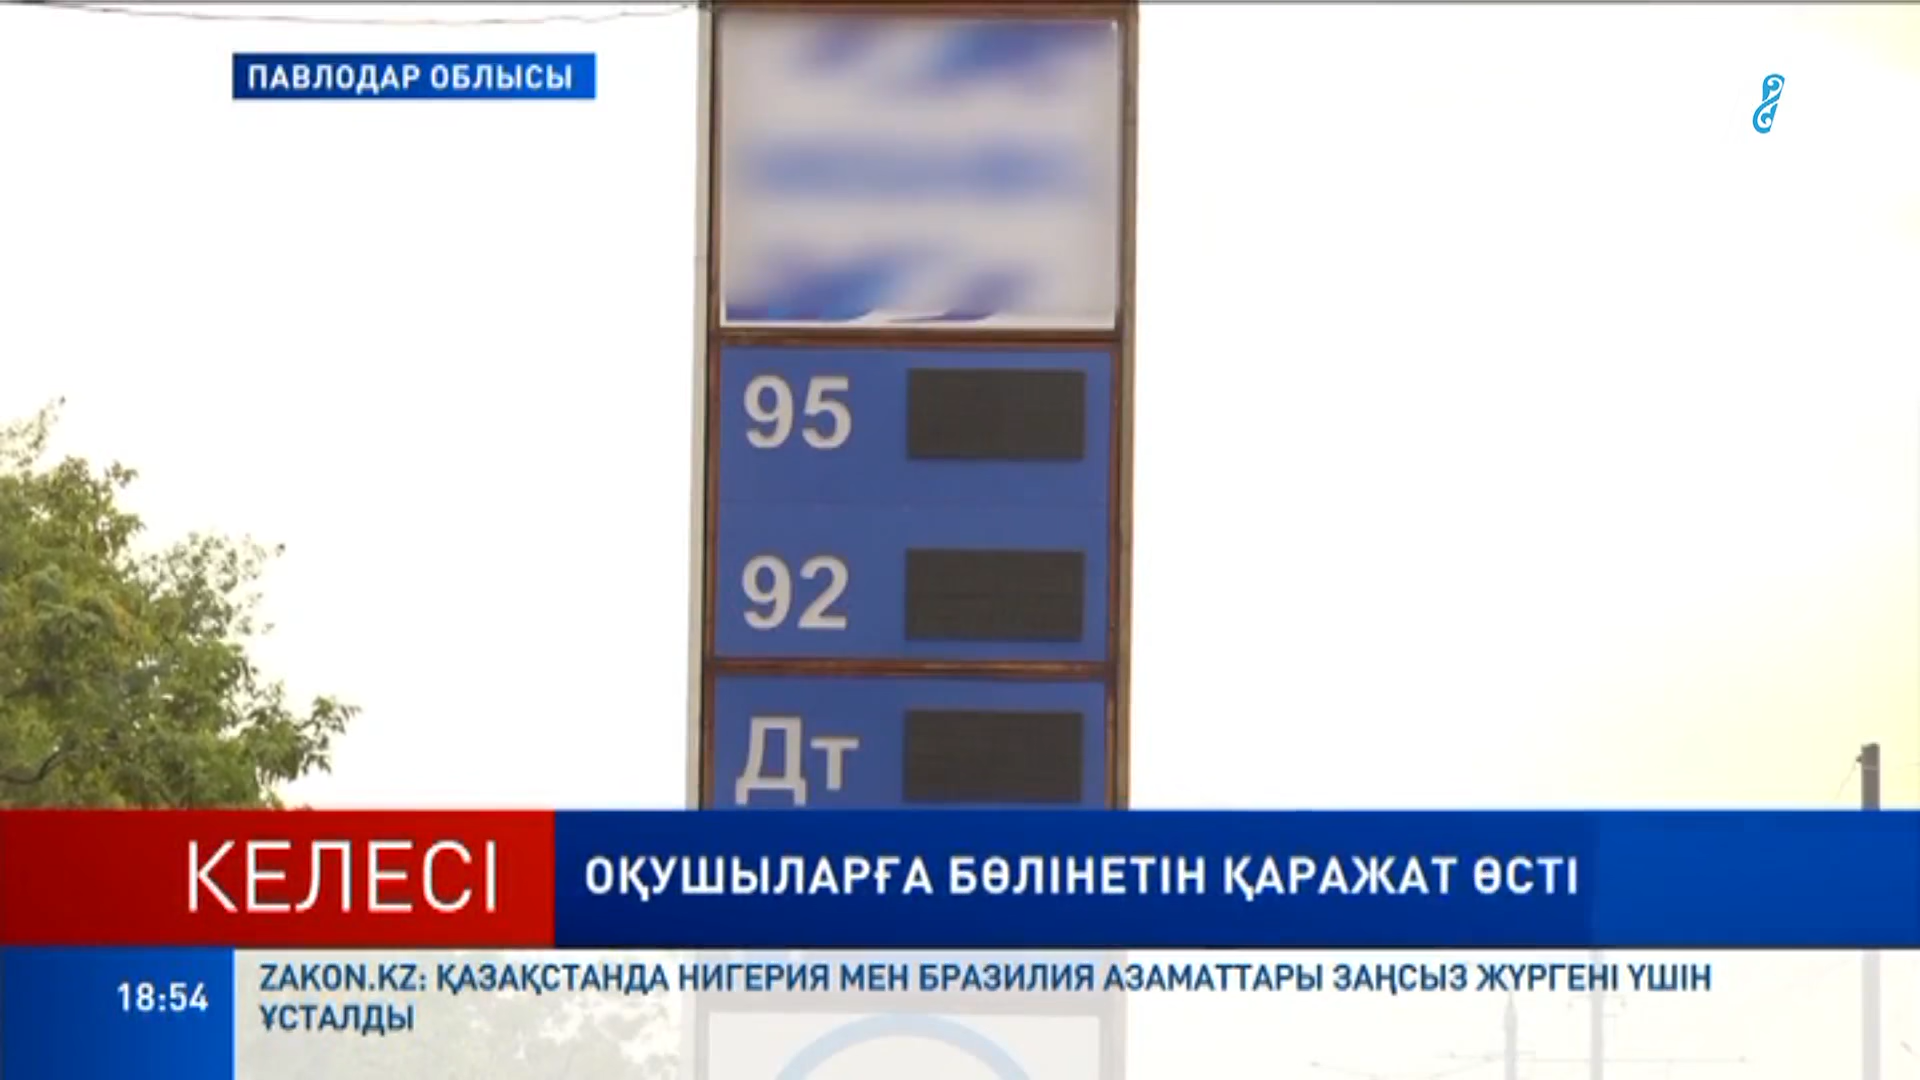 ПАВЛОДАР ОБЛЫСЫ
95
92
Дт
КЕЛЕСІ
ОҚУШЫЛАРҒА БӨЛІНЕТІН ҚАРАЖАТ ӨСТІ
18:54
ZAKON.KZ: ҚАЗАҚСТАНДА НИГЕРИЯ МЕН БРАЗИЛИЯ АЗАМАТТАРЫ ЗАҢСЫЗ ЖҮРГЕНІ ҮШІН
ҰСТАЛДЫ